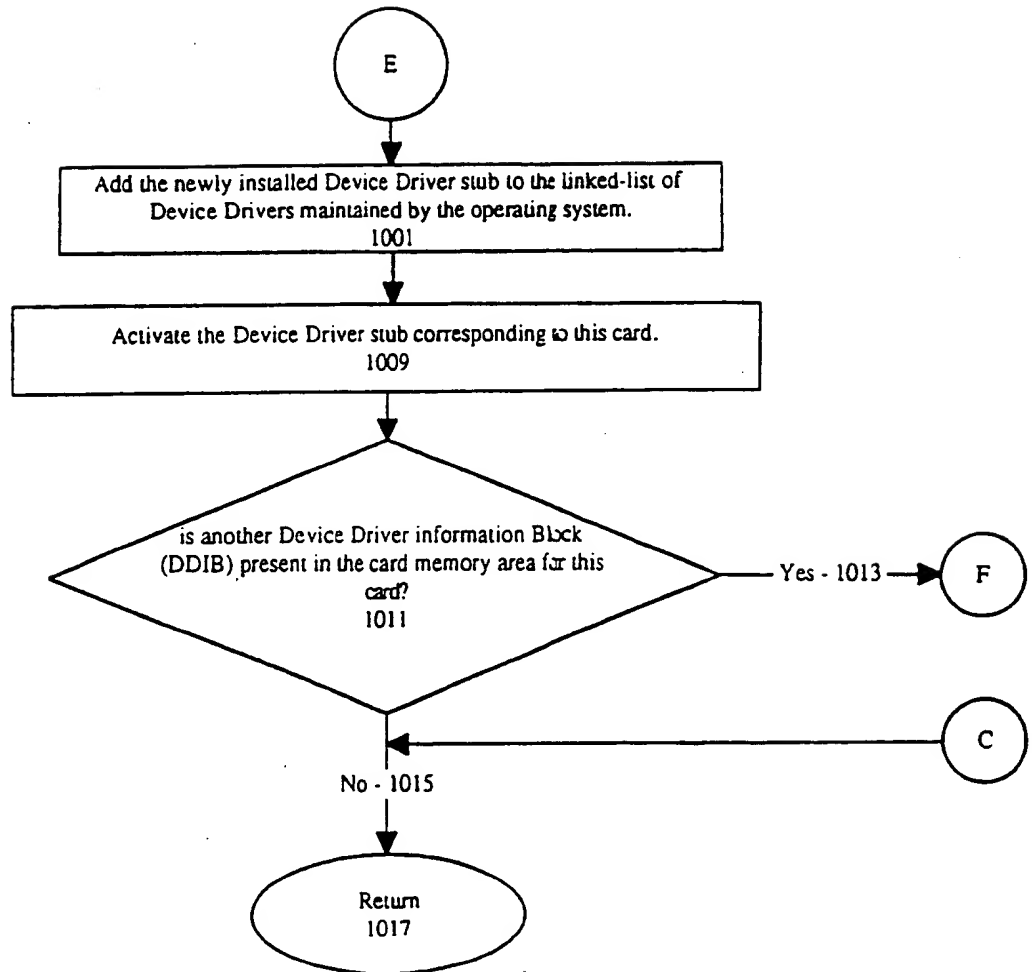 E
Add the newly installed Device Driver stub to the linked-list of
Device Drivers maintained by the operating system.
1001
Activate the Device Driver stub corresponding to this card.
1009
is another Device Driver information Block
(DDIB) present in the card memory area for this
card?
1011
Yes - 1013
F
C
No - 1015
Return
1017